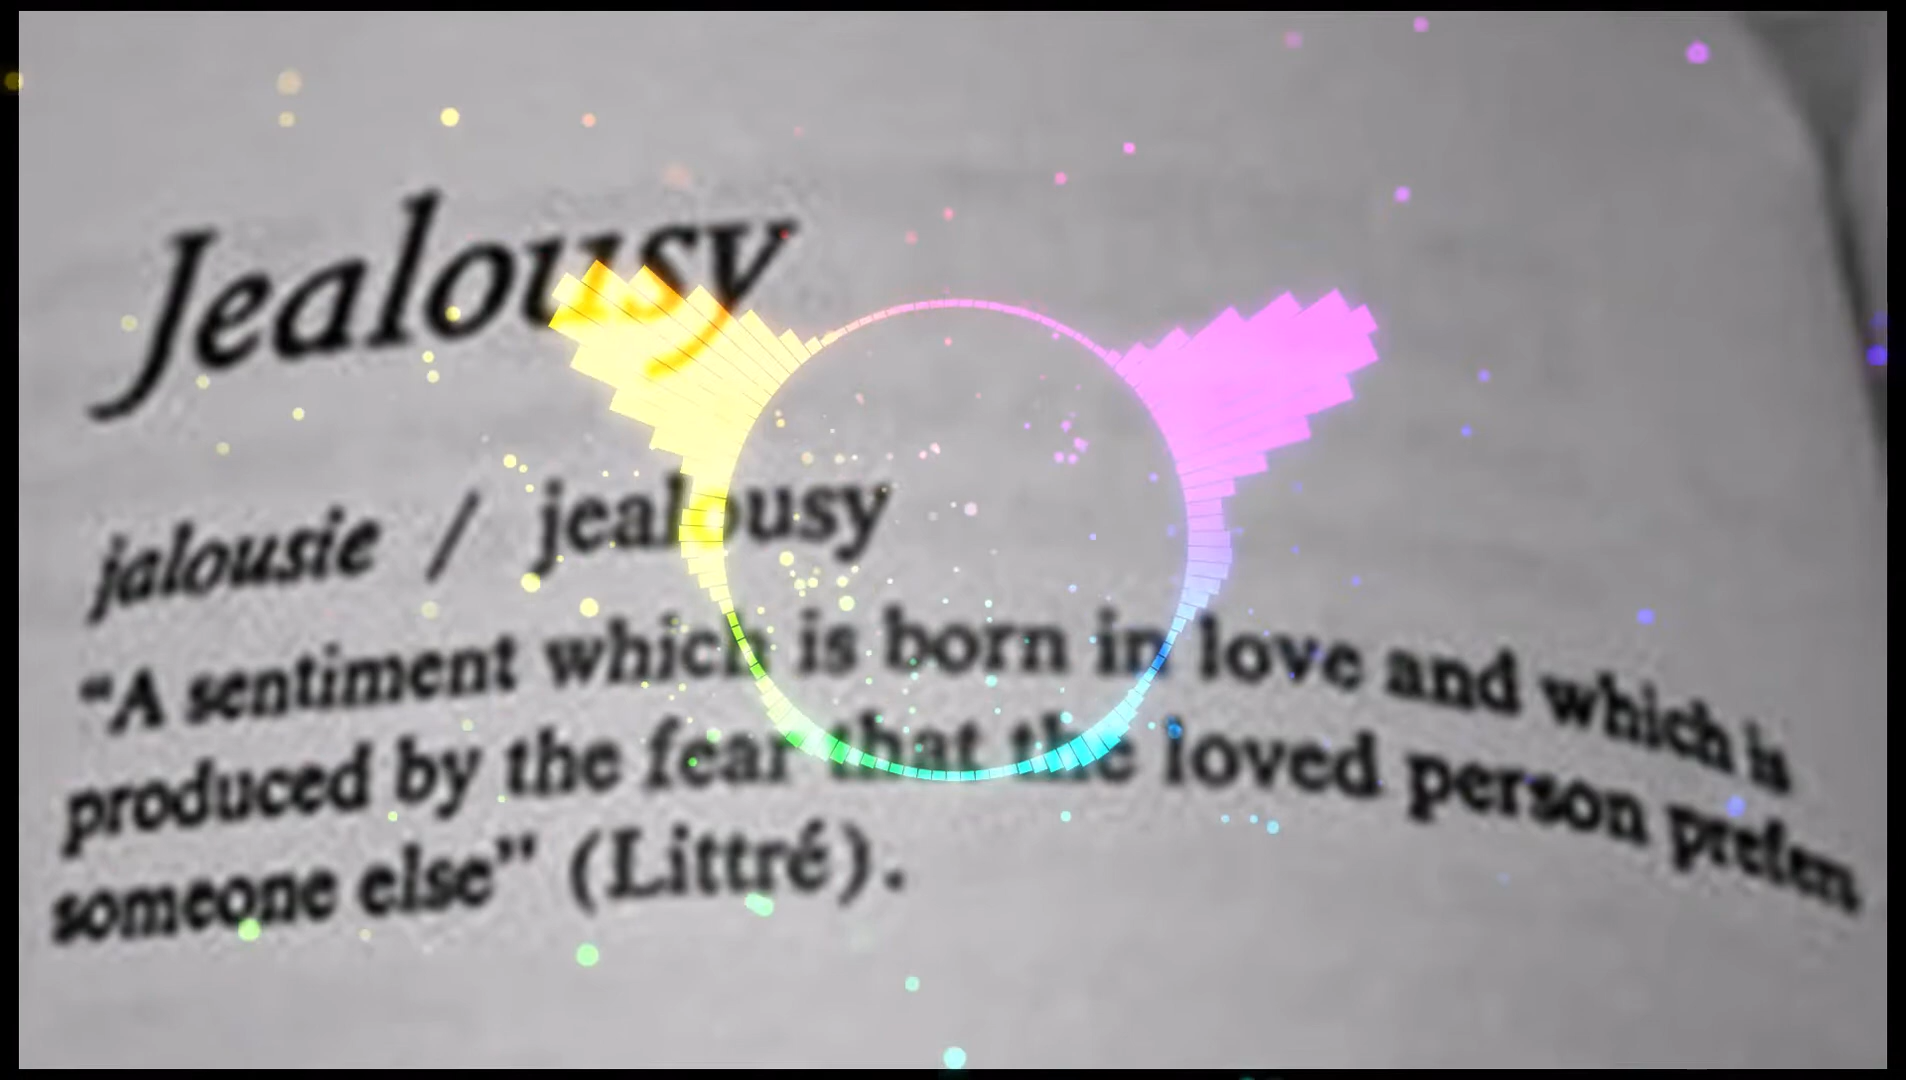 Jealousy
jalousie / jealousy
“A sentiment which is born in love and which is
produced by the fear that the loved person prefers
someone else” (Littré).